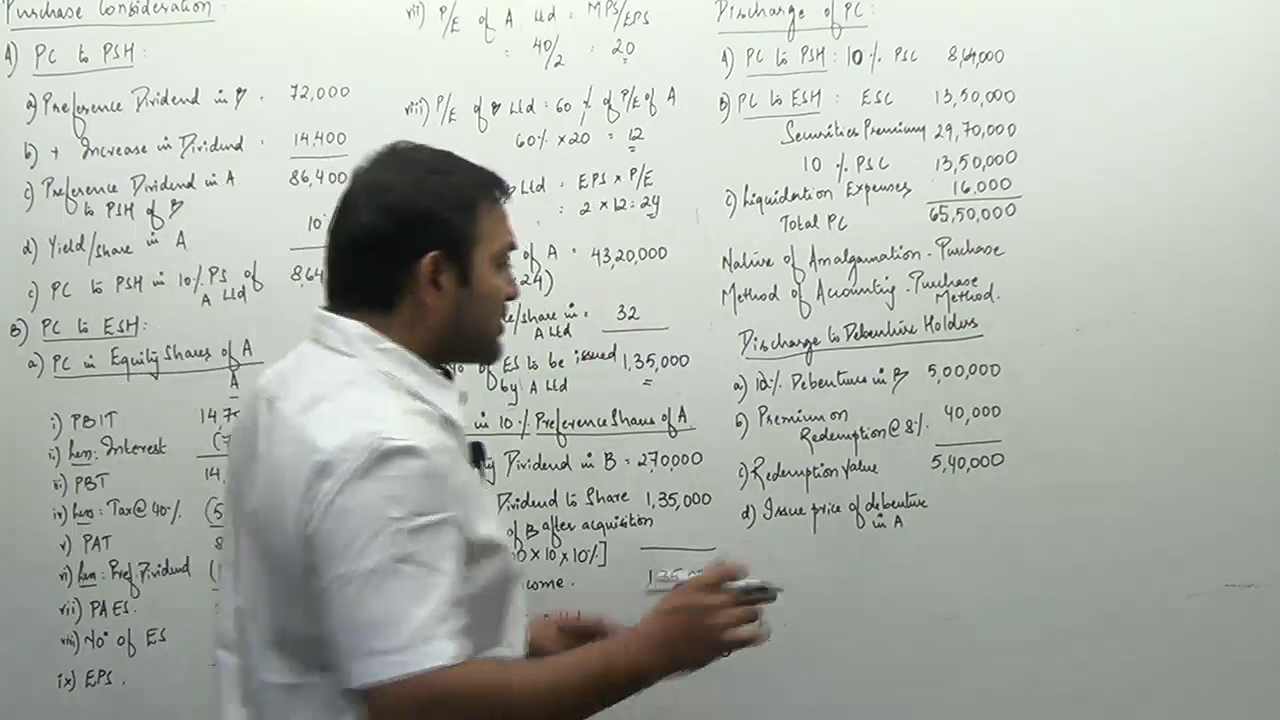 Purchase Consideration:
A) PC to PSH:
a) Preference Dividend in B. 72,000
b) + Increase in Dividend. 14,400
c) Preference Dividend in A 86,400
to PSH of B
d) Yield/share in A 10
e) PC to PSH in 10% PS of 8,64
A Ltd
B) PC to ESH:
a) PC in Equity Shares of A
A
i) PBIT 14,7
ii) Less: Interest
iii) PBT 14,
iv) Less: Tax @ 40%. (5
v) PAT 8
vi) Less: Pref. Dividend (1
vii) PAES.
viii) No of ES
ix) EPS.
vii) P/E of A Ltd = MPS/EPS
= 40/2 = 20
viii) P/E of B Ltd = 60% of P/E of A
60% × 20 = 12
Ltd = EPS × P/E
= 2 × 12 = 24
of A = 43,20,000
24)
/share in = 32
A Ltd
of ES to be issued 1,35,000
by A Ltd
in 10% Preference Shares of A
Dividend in B = 270,000
Dividend to Share 1,35,000
of B after acquisition
0 × 10 × 10%]
come.
Discharge of PC:
A) PC to PSH: 10% PSC 8,64,000
B) PC to ESH: ESC 13,50,000
Securities Premium 29,70,000
10% PSC 13,50,000
c) Liquidation Expenses 16,000
Total PC 65,50,000
Nature of Amalgamation - Purchase
Method of Accounting - Purchase
Method.
Discharge to Debenture Holders
a) 10% Debentures in B 5,00,000
b) Premium on 40,000
Redemption @ 8%.
c) Redemption Value 5,40,000
d) Issue price of debenture
in A